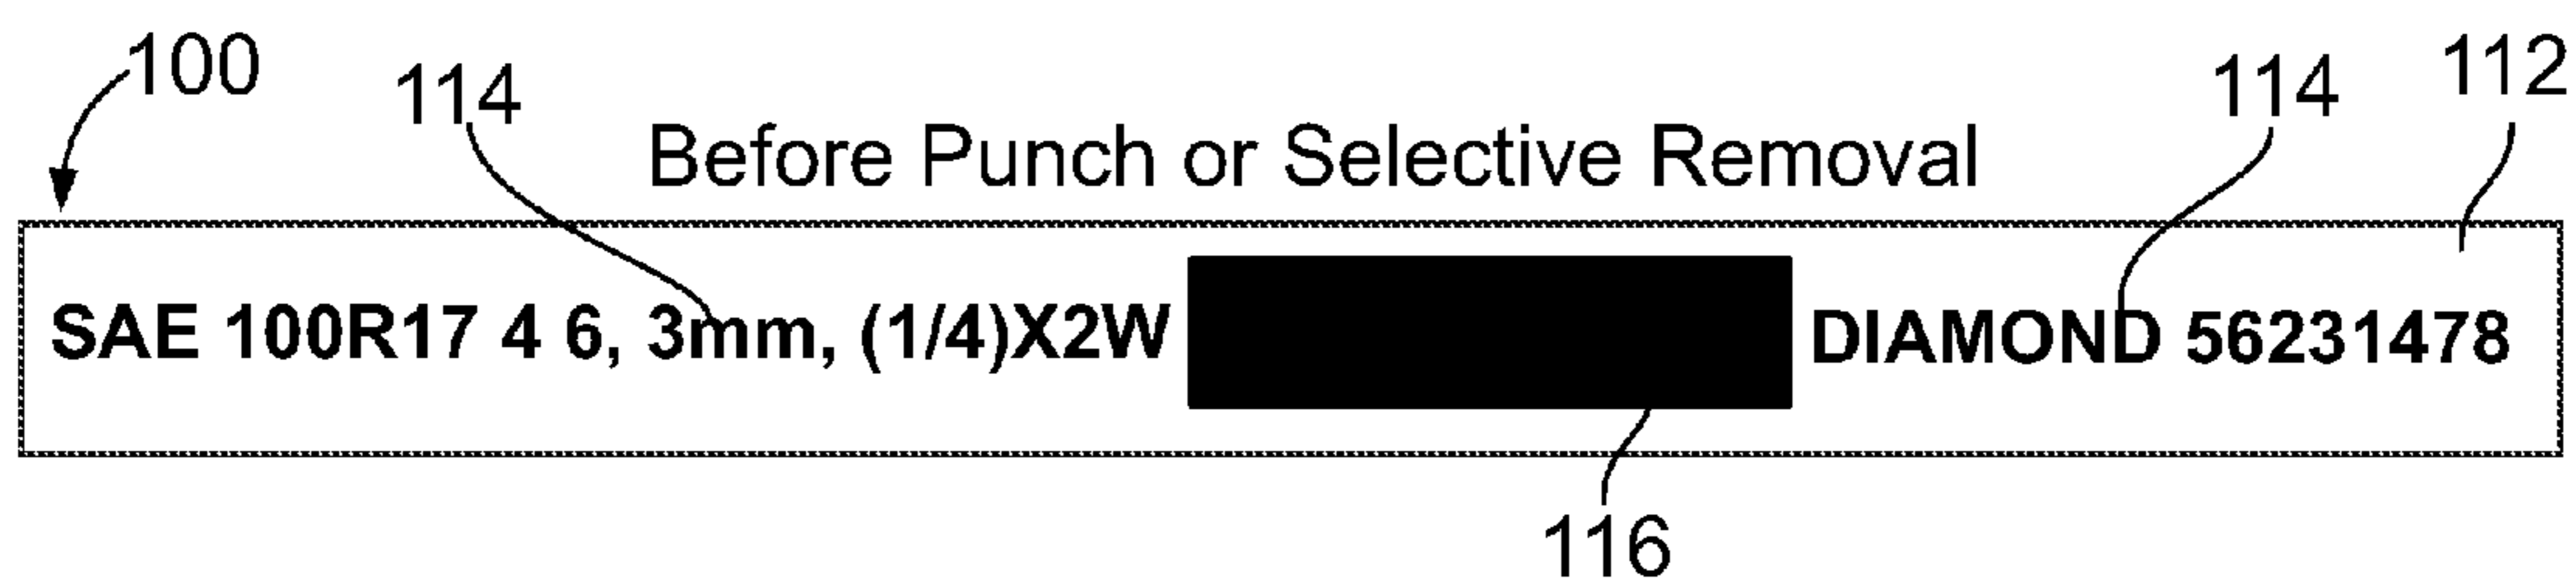 100
114
114
112
Before Punch or Selective Removal
SAE 100R17 4 6, 3mm, (1/4)X2W DIAMOND 56231478
116